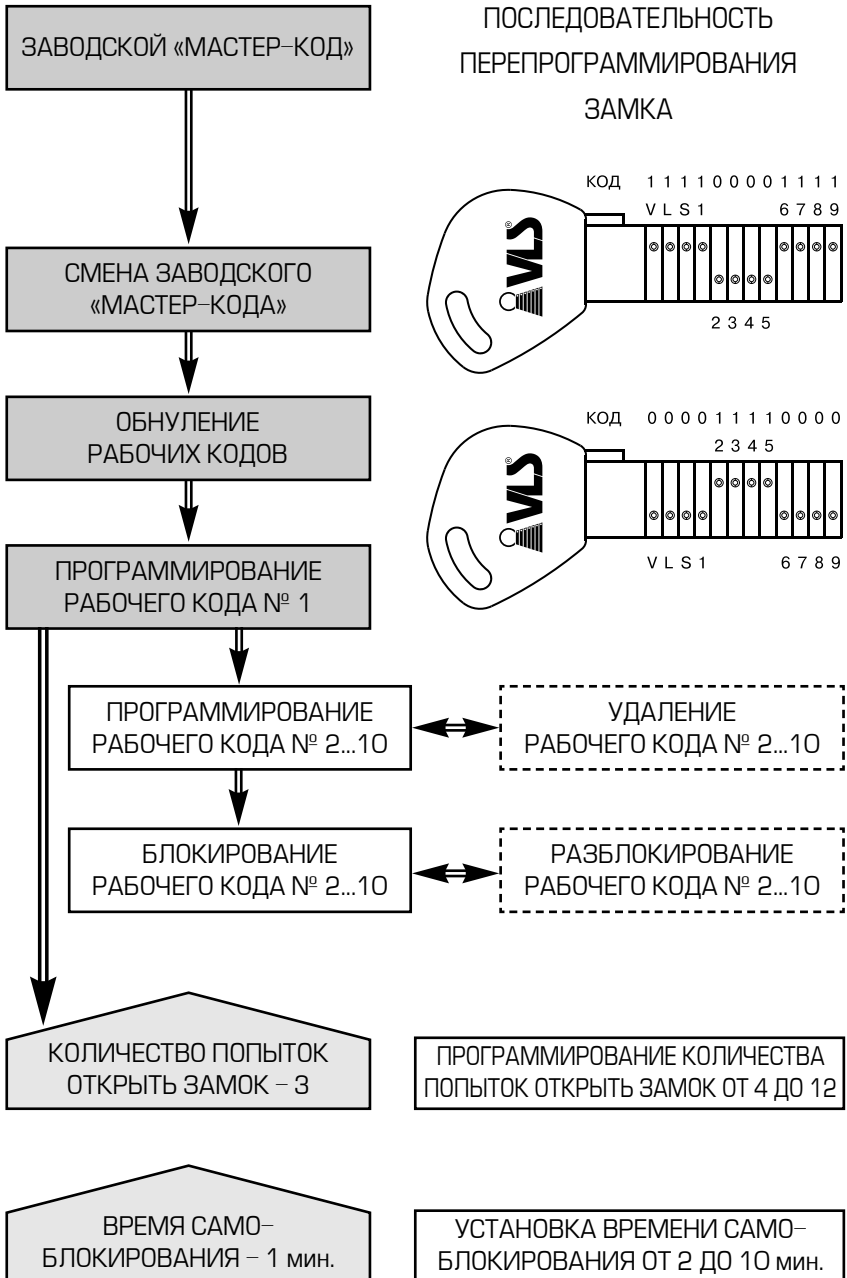 ЗАВОДСКОЙ «МАСТЕР–КОД»
ПОСЛЕДОВАТЕЛЬНОСТЬ
ПЕРЕПРОГРАММИРОВАНИЯ
ЗАМКА
КОД 1 1 1 1 0 0 0 0 1 1 1 1
V L S 1 6 7 8 9
VLS®
2 3 4 5
СМЕНА ЗАВОДСКОГО
«МАСТЕР–КОДА»
ОБНУЛЕНИЕ
РАБОЧИХ КОДОВ
КОД 0 0 0 0 1 1 1 1 0 0 0 0
2 3 4 5
VLS®
V L S 1 6 7 8 9
ПРОГРАММИРОВАНИЕ
РАБОЧЕГО КОДА № 1
ПРОГРАММИРОВАНИЕ
РАБОЧЕГО КОДА № 2...10
УДАЛЕНИЕ
РАБОЧЕГО КОДА № 2...10
БЛОКИРОВАНИЕ
РАБОЧЕГО КОДА № 2...10
РАЗБЛОКИРОВАНИЕ
РАБОЧЕГО КОДА № 2...10
КОЛИЧЕСТВО ПОПЫТОК
ОТКРЫТЬ ЗАМОК – 3
ПРОГРАММИРОВАНИЕ КОЛИЧЕСТВА
ПОПЫТОК ОТКРЫТЬ ЗАМОК ОТ 4 ДО 12
ВРЕМЯ САМО–
БЛОКИРОВАНИЯ – 1 мин.
УСТАНОВКА ВРЕМЕНИ САМО–
БЛОКИРОВАНИЯ ОТ 2 ДО 10 мин.